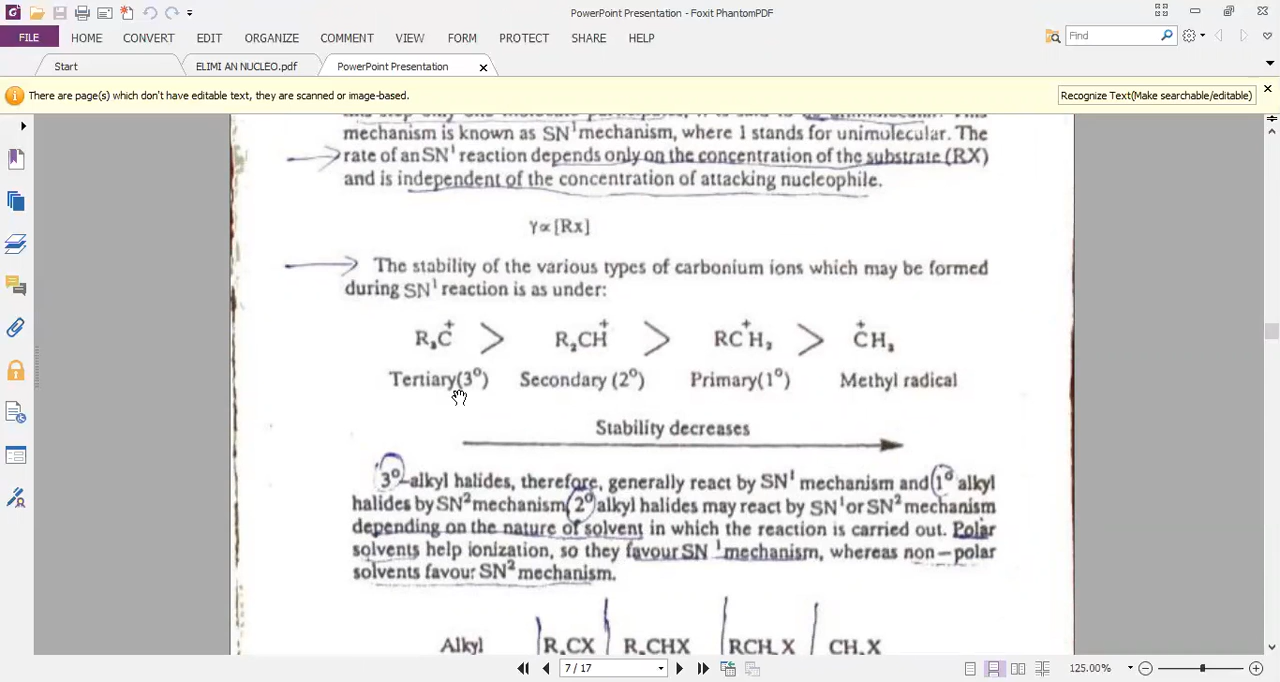 PowerPoint Presentation - Foxit PhantomPDF
FILE HOME CONVERT EDIT ORGANIZE COMMENT VIEW FORM PROTECT SHARE HELP Find
Start ELIMI AN NUCLEO.pdf PowerPoint Presentation
There are page(s) which don't have editable text, they are scanned or image-based. Recognize Text(Make searchable/editable)
mechanism is known as SN¹ mechanism, where 1 stands for unimolecular. The
rate of an SN¹ reaction depends only on the concentration of the substrate (RX)
and is independent of the concentration of attacking nucleophile.
γ∝[Rx]
The stability of the various types of carbonium ions which may be formed
during SN¹ reaction is as under:
R₃C⁺ > R₂CH⁺ > RC⁺H₂ > C⁺H₃
Tertiary(3°) Secondary (2°) Primary(1°) Methyl radical
Stability decreases
3°-alkyl halides, therefore, generally react by SN¹ mechanism and 1° alkyl
halides by SN² mechanism 2° alkyl halides may react by SN¹ or SN² mechanism
depending on the nature of solvent in which the reaction is carried out. Polar
solvents help ionization, so they favour SN¹ mechanism, whereas non-polar
solvents favour SN² mechanism.
Alkyl R₃CX R₂CHX RCH₂X CH₃X
7 / 17 125.00%